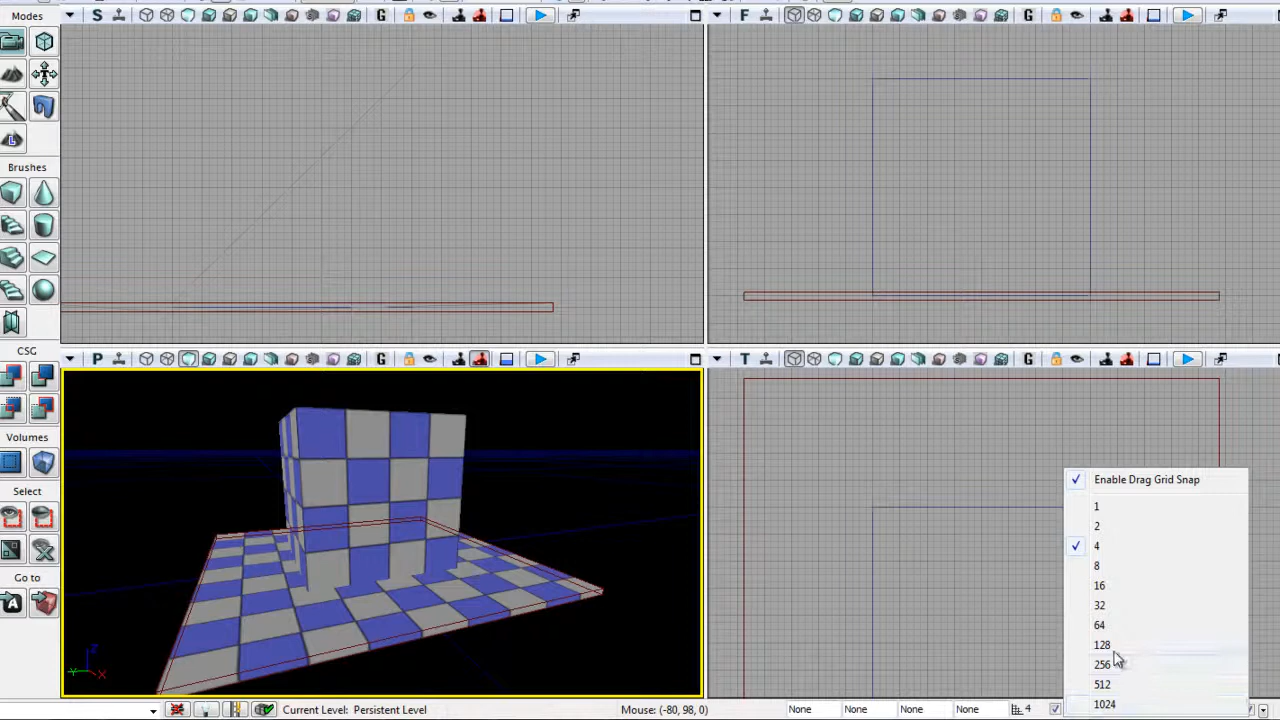 Modes
S G
F G
Brushes
CSG
Volumes
Select
Go to
A
L
P G
T G
Z
Y X
Enable Drag Grid Snap
1
2
4
8
16
32
64
128
256
512
1024
Current Level: Persistent Level
Mouse: (-80, 98, 0)
None None None None 4